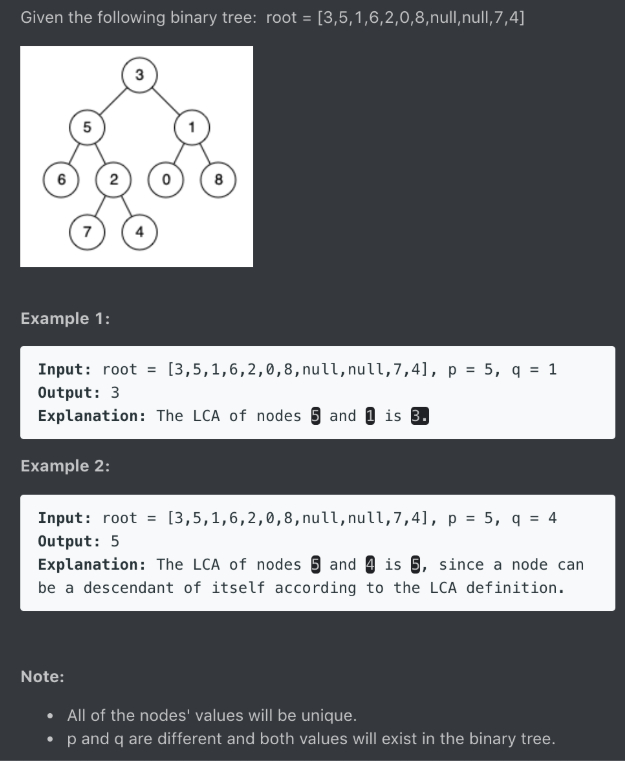 Given the following binary tree:  root = [3,5,1,6,2,0,8,null,null,7,4]
3
5 1
6 2 0 8
7 4
Example 1:
Input: root = [3,5,1,6,2,0,8,null,null,7,4], p = 5, q = 1
Output: 3
Explanation: The LCA of nodes 5 and 1 is 3.
Example 2:
Input: root = [3,5,1,6,2,0,8,null,null,7,4], p = 5, q = 4
Output: 5
Explanation: The LCA of nodes 5 and 4 is 5, since a node can
be a descendant of itself according to the LCA definition.
Note:
• All of the nodes' values will be unique.
• p and q are different and both values will exist in the binary tree.